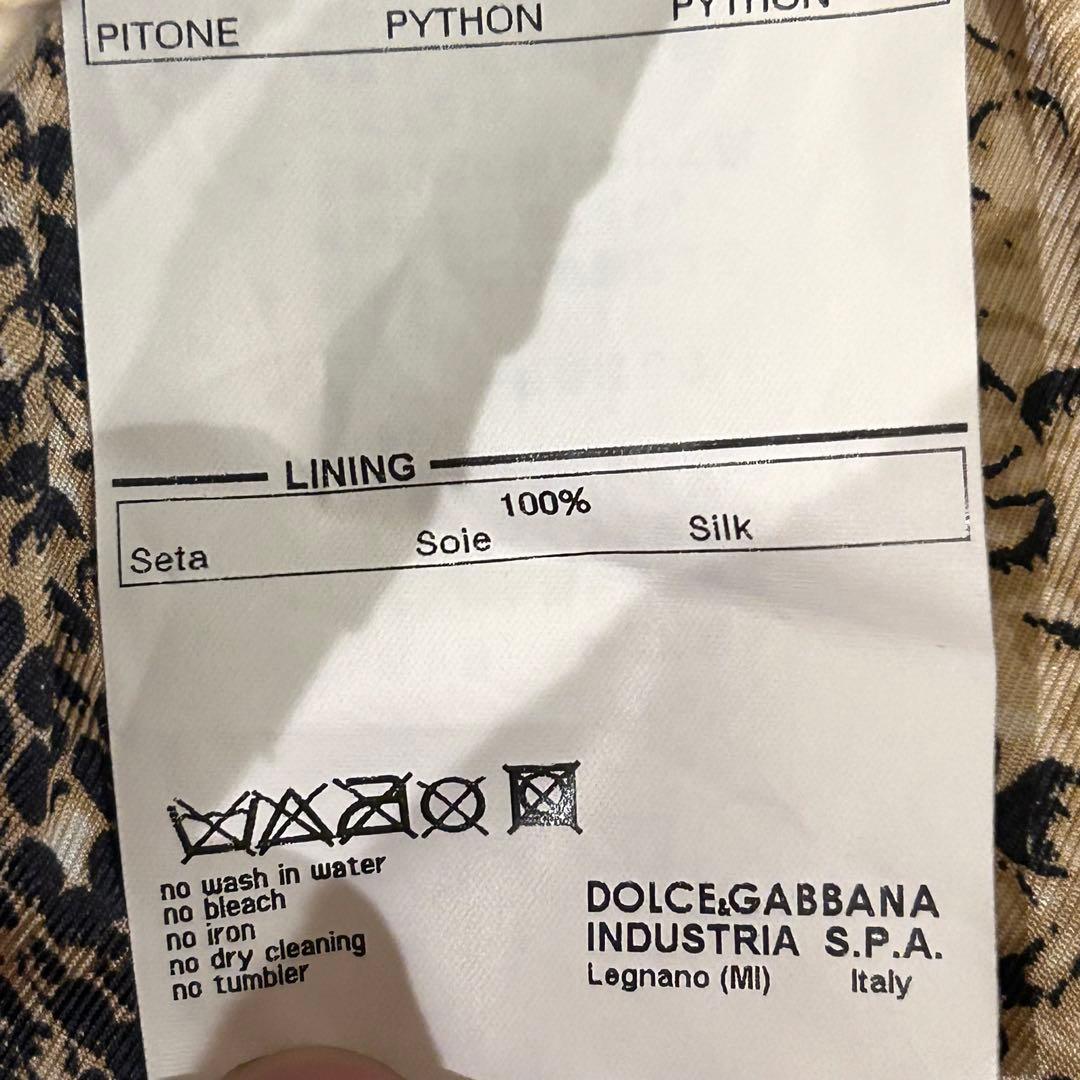 PITONE PYTHON PYTHON
LINING
100%
Seta Soie Silk
no wash in water
no bleach
no iron
no dry cleaning
no tumbler
DOLCE&GABBANA
INDUSTRIA S.P.A.
Legnano (MI) Italy